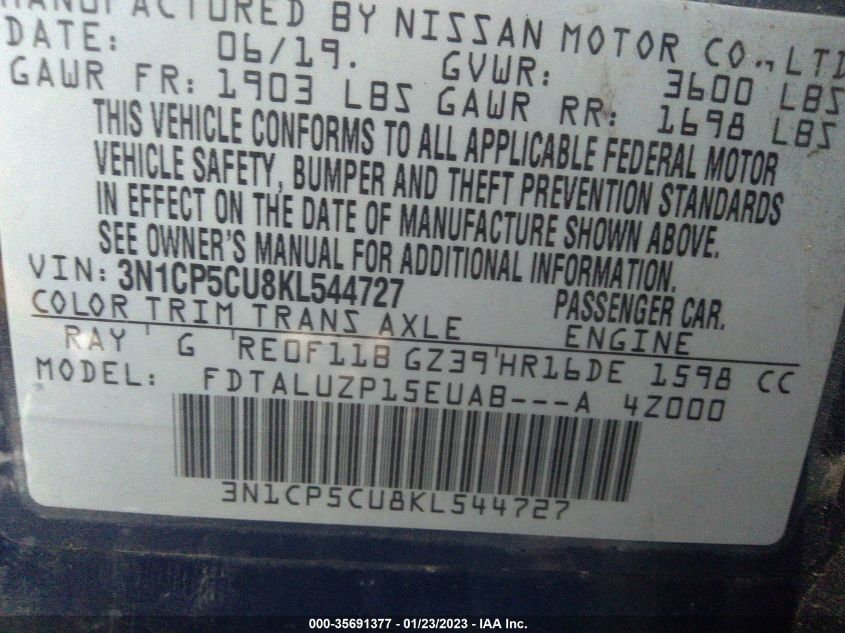 MANUFACTURED BY NISSAN MOTOR CO., LTD
DATE: 06/19. GVWR: 3600 LBS
GAWR FR: 1903 LBS GAWR RR: 1698 LBS
THIS VEHICLE CONFORMS TO ALL APPLICABLE FEDERAL MOTOR
VEHICLE SAFETY, BUMPER AND THEFT PREVENTION STANDARDS
IN EFFECT ON THE DATE OF MANUFACTURE SHOWN ABOVE.
SEE OWNER'S MANUAL FOR ADDITIONAL INFORMATION.
VIN: 3N1CP5CU8KL544727 PASSENGER CAR.
COLOR TRIM TRANS AXLE ENGINE
RAY G RE0F11B GZ39 HR16DE 1598 CC
MODEL: FDTALUZP15EUAB---A 4Z000
3N1CP5CU8KL544727
000-35691377 - 01/23/2023 - IAA Inc.